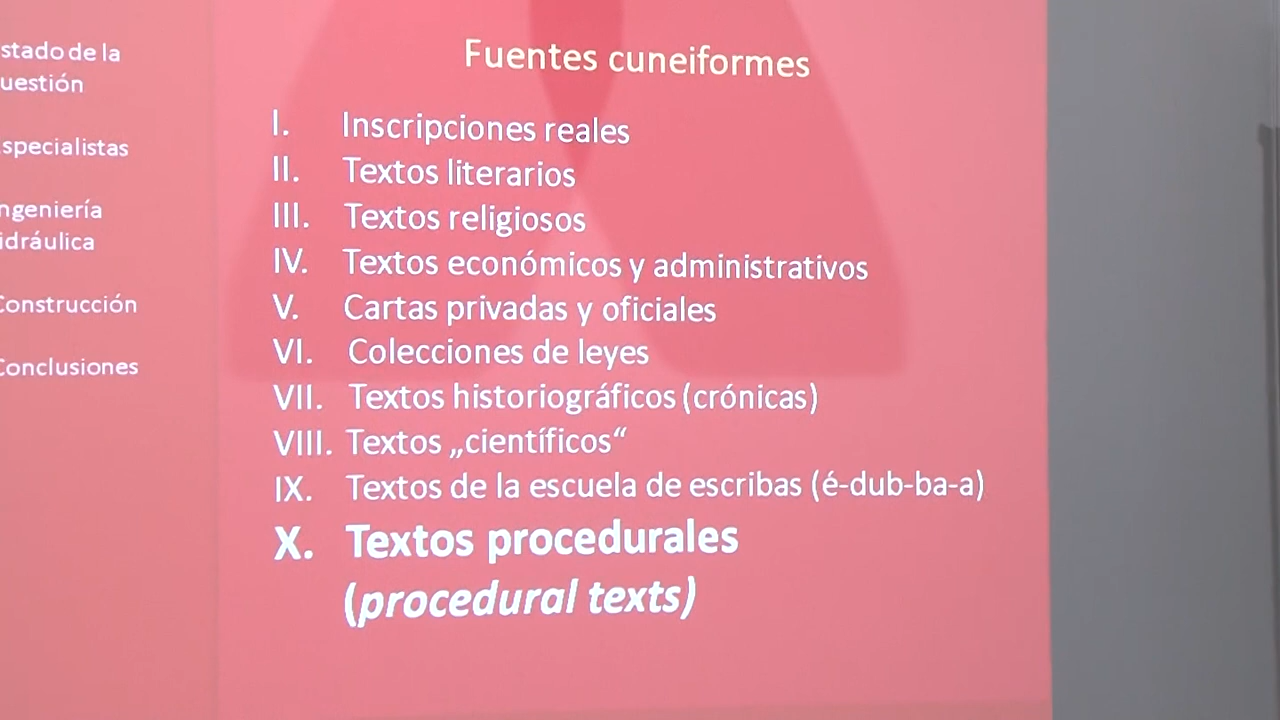 stado de la
uestión
specialistas
ngeniería
idráulica
Construcción
Conclusiones
Fuentes cuneiformes
I. Inscripciones reales
II. Textos literarios
III. Textos religiosos
IV. Textos económicos y administrativos
V. Cartas privadas y oficiales
VI. Colecciones de leyes
VII. Textos historiográficos (crónicas)
VIII. Textos „científicos“
IX. Textos de la escuela de escribas (é-dub-ba-a)
X. Textos procedurales
(procedural texts)